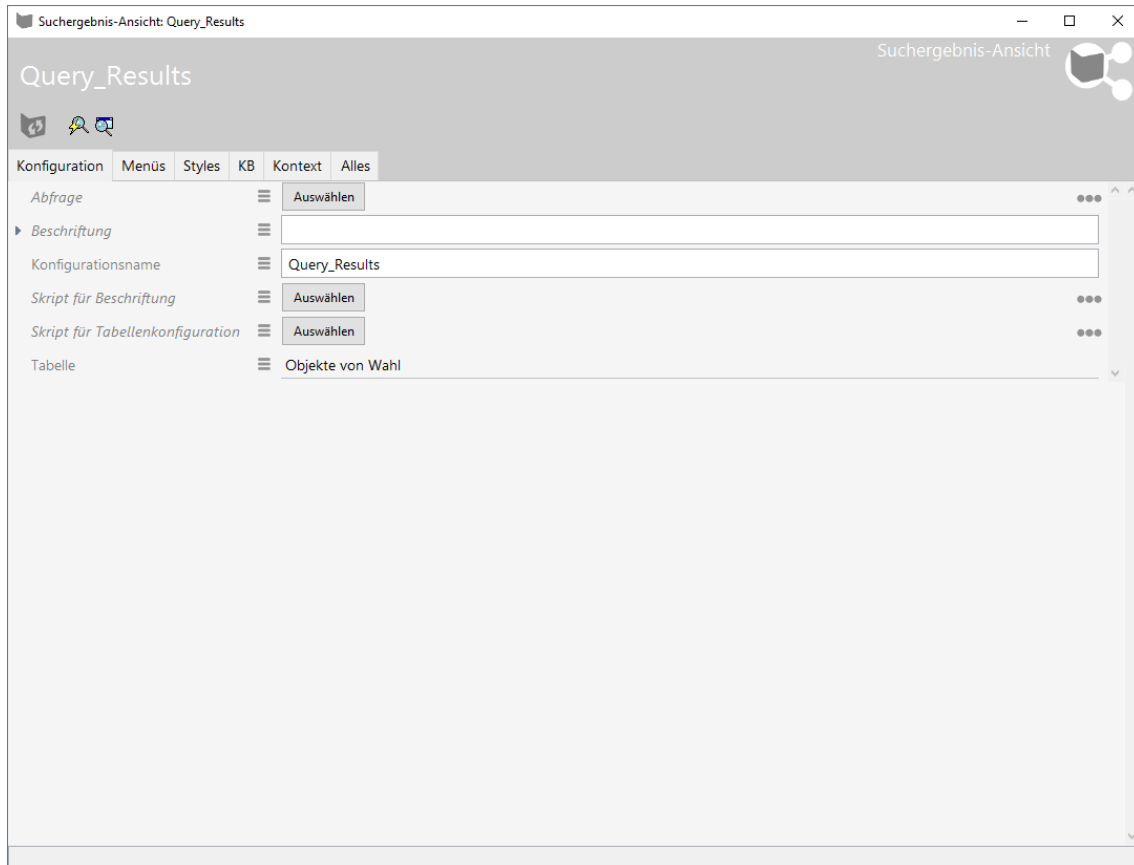 Suchergebnis-Ansicht: Query_Results
Suchergebnis-Ansicht
Query_Results
Konfiguration Menüs Styles KB Kontext Alles
Abfrage Auswählen
Beschriftung
Konfigurationsname Query_Results
Skript für Beschriftung Auswählen
Skript für Tabellenkonfiguration Auswählen
Tabelle Objekte von Wahl